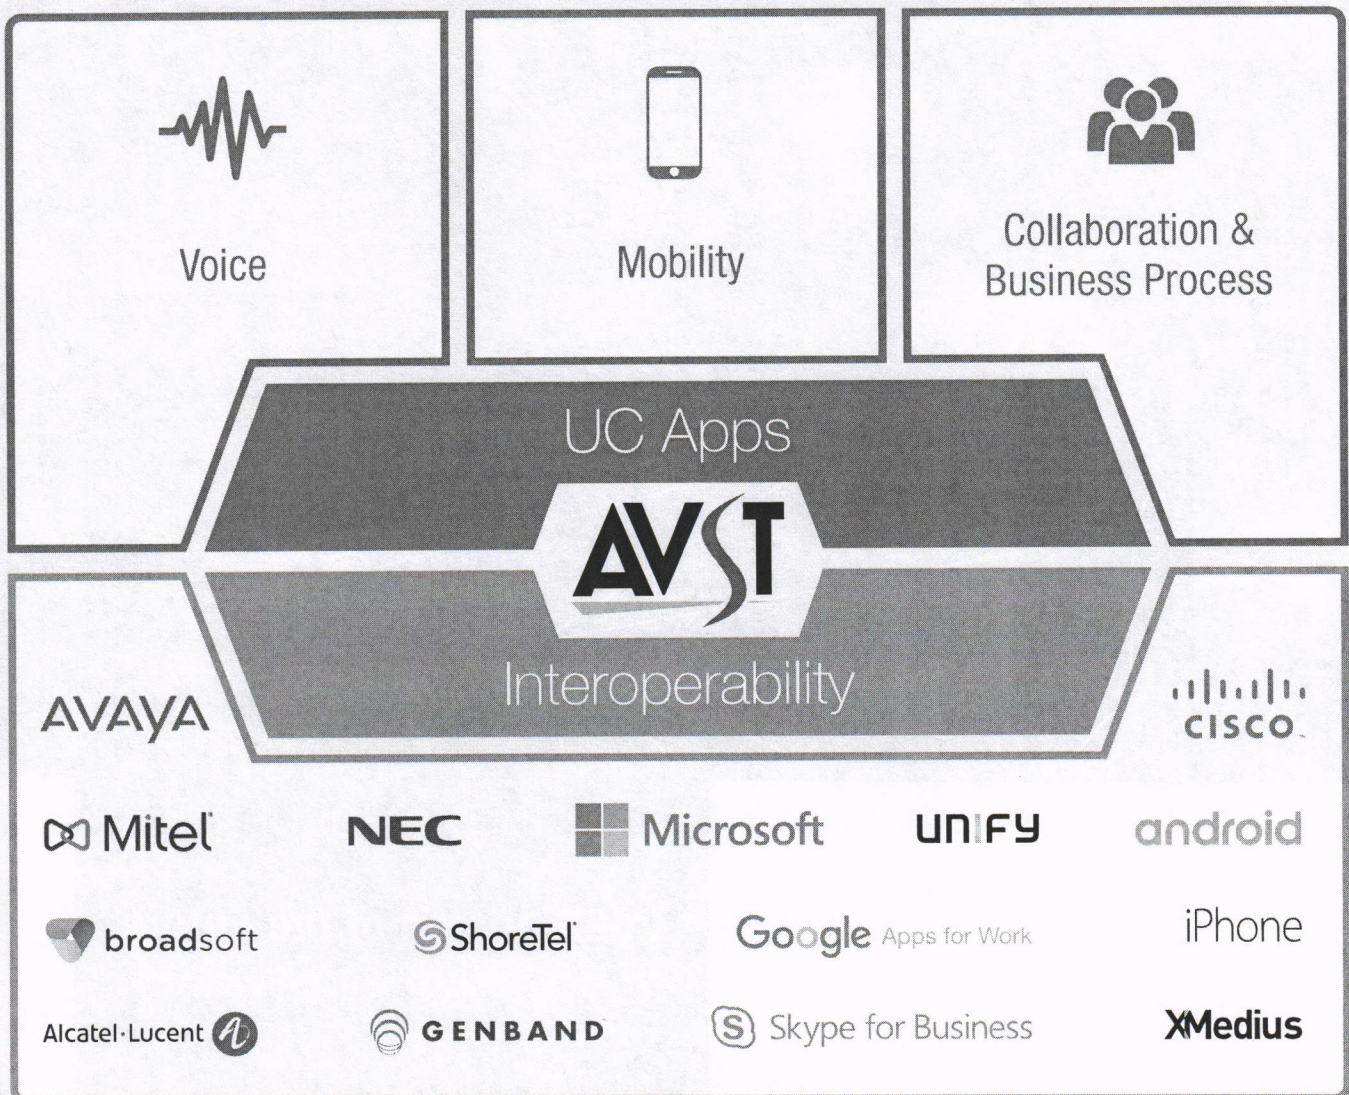 Voice
Mobility
Collaboration &
Business Process
UC Apps
AVST
Interoperability
AVAYA
CISCO
Mitel
NEC
Microsoft
UNIFY
android
broadsoft
ShoreTel
Google Apps for Work
iPhone
Alcatel·Lucent
GENBAND
Skype for Business
XMedius